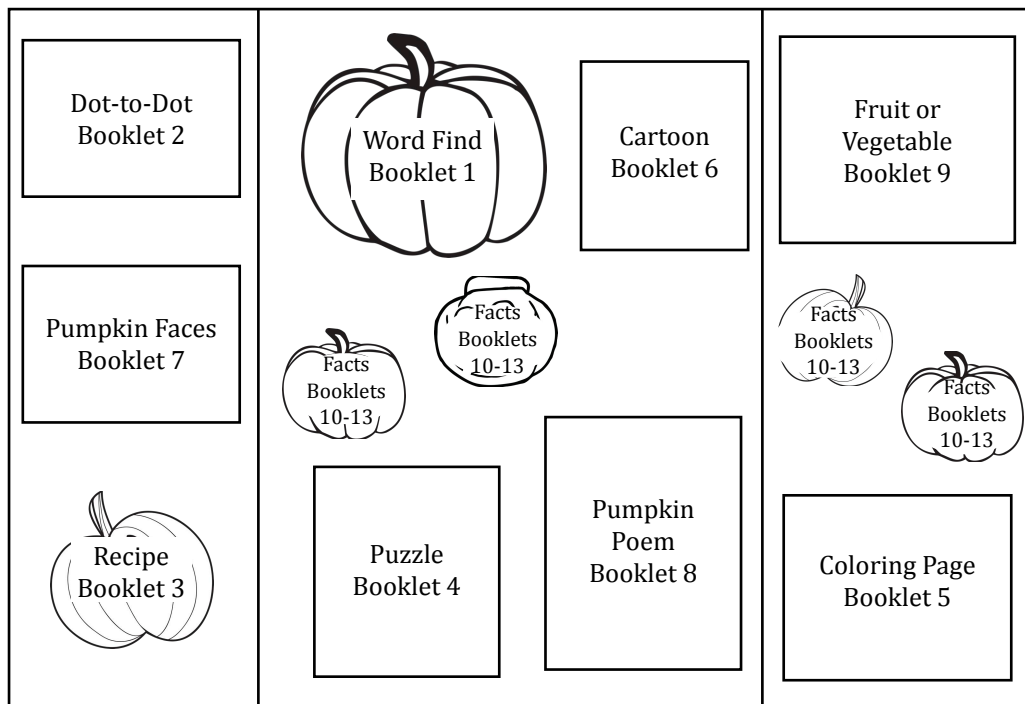 Dot-to-Dot
Booklet 2
Pumpkin Faces
Booklet 7
Recipe
Booklet 3
Word Find
Booklet 1
Cartoon
Booklet 6
Facts
Booklets
10-13
Facts
Booklets
10-13
Puzzle
Booklet 4
Pumpkin
Poem
Booklet 8
Fruit or
Vegetable
Booklet 9
Facts
Booklets
10-13
Facts
Booklets
10-13
Coloring Page
Booklet 5